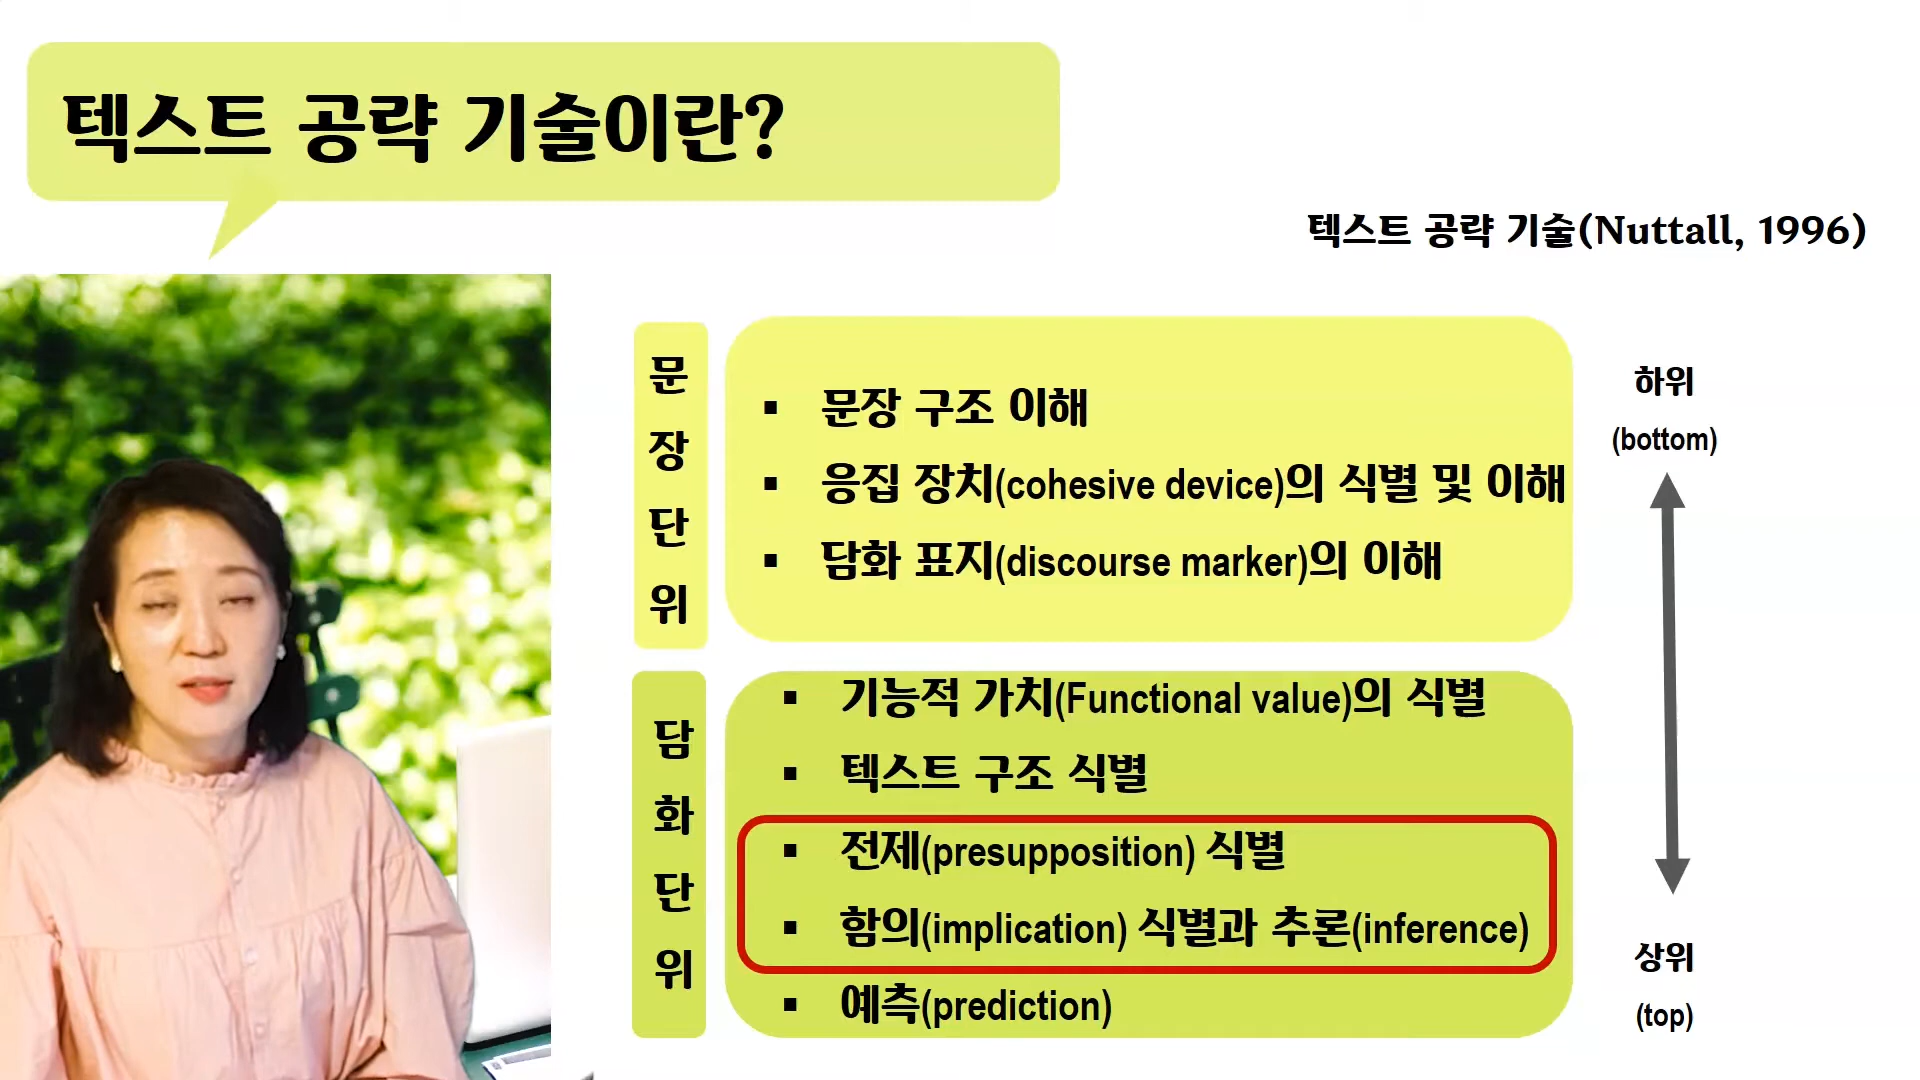 텍스트 공략 기술이란?
텍스트 공략 기술(Nuttall, 1996)
문장단위
▪ 문장 구조 이해
▪ 응집 장치(cohesive device)의 식별 및 이해
▪ 담화 표지(discourse marker)의 이해
담화단위
▪ 기능적 가치(Functional value)의 식별
▪ 텍스트 구조 식별
▪ 전제(presupposition) 식별
▪ 함의(implication) 식별과 추론(inference)
▪ 예측(prediction)
하위
(bottom)
상위
(top)